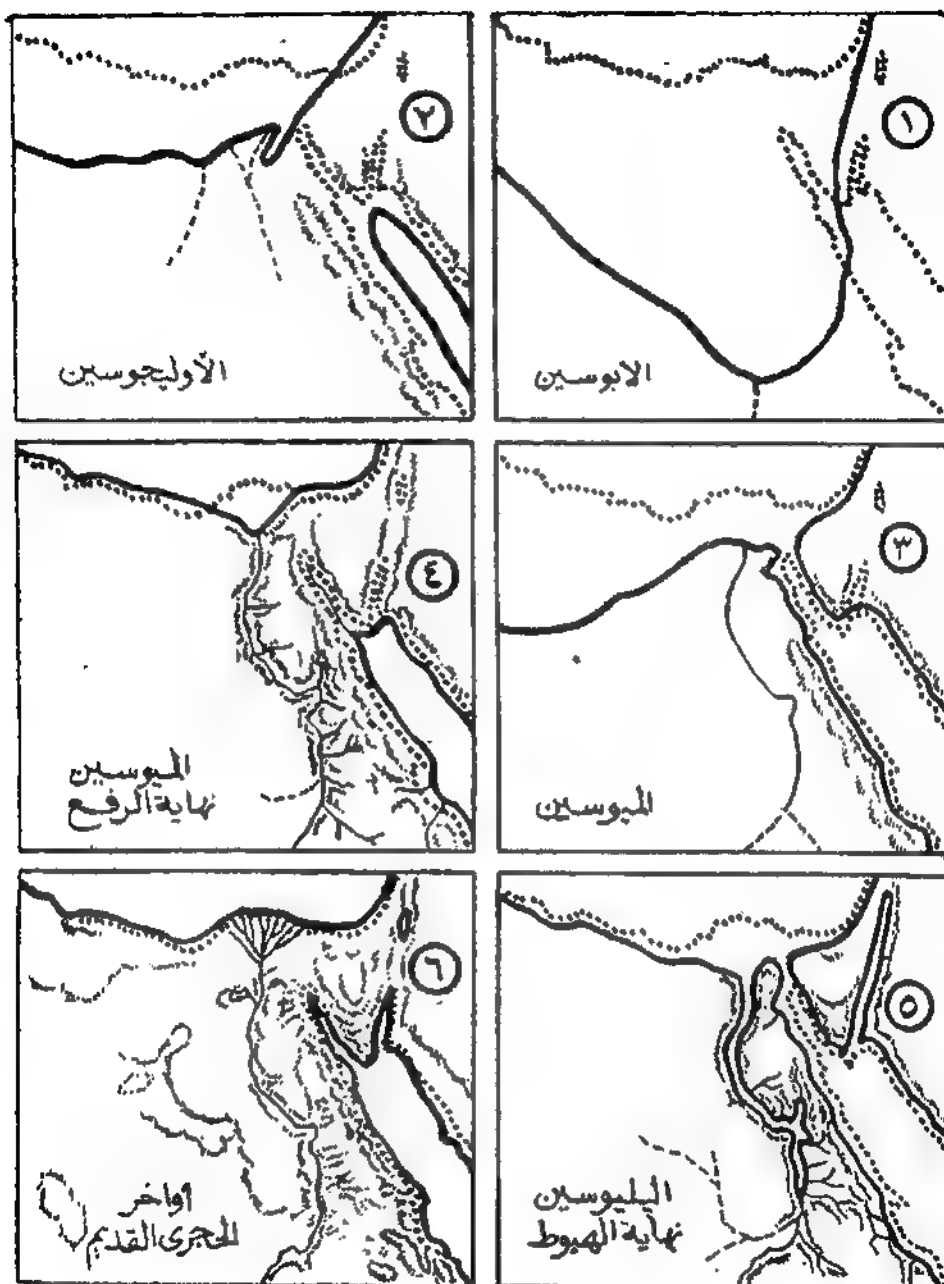 ١
الايوسين
٢
الأوليجوسين
٣
الميوسين
٤
الميوسين
نهاية الرفع
٥
البليوسين
نهاية الهبوط
٦
أواخر
الحجرى القديم